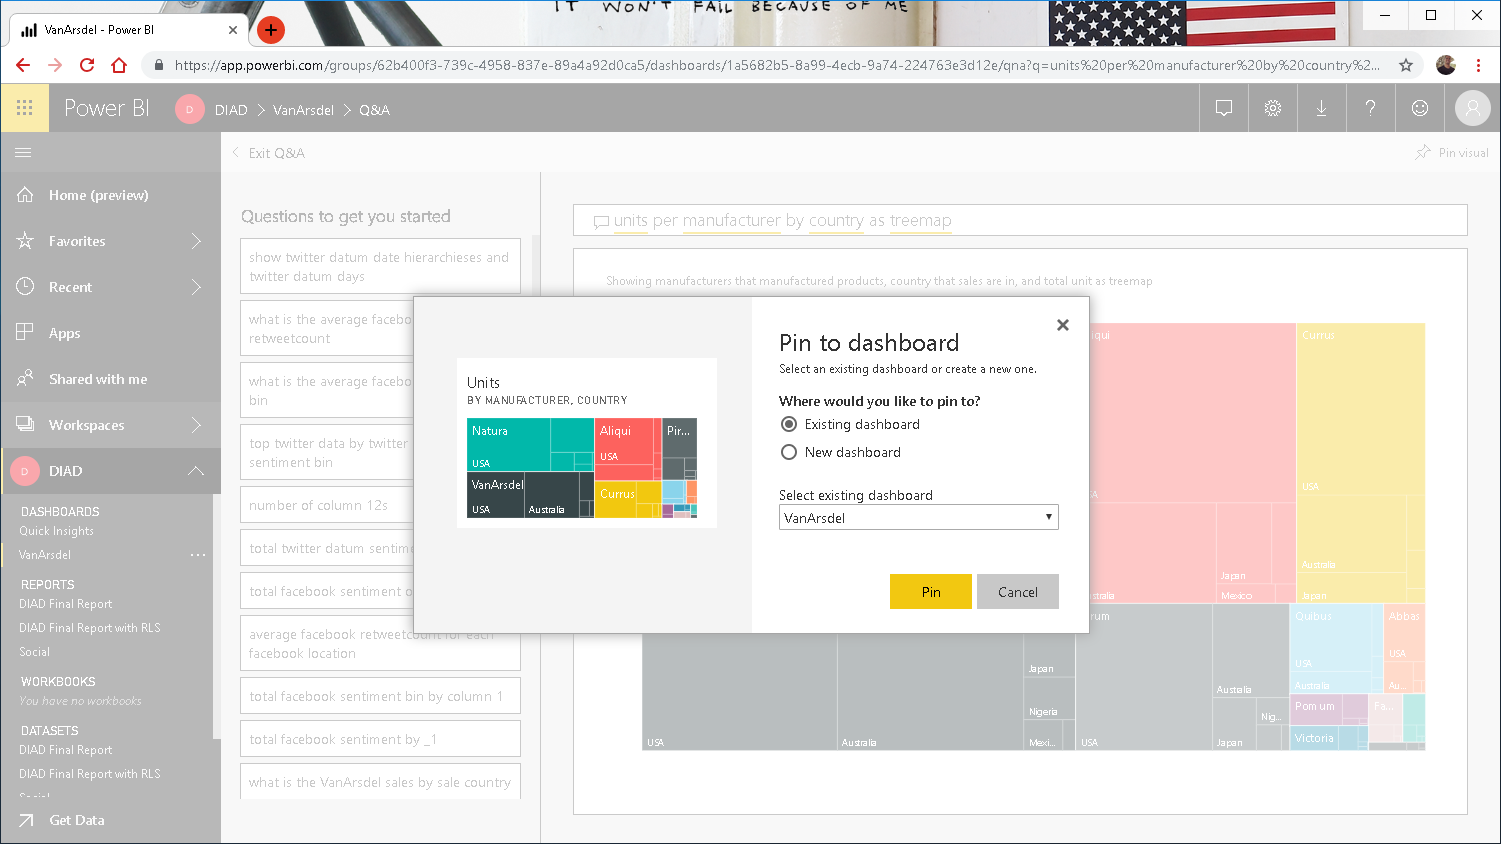 IT WON'T FAIL BECAUSE OF ME
VanArsdel - Power BI
https://app.powerbi.com/groups/62b400f3-739c-4958-837e-89a4a92d0ca5/dashboards/1a5682b5-8a99-4ecb-9a74-224763e3d12e/qna?q=units%20per%20manufacturer%20by%20country%2...
Power BI
D
DIAD
VanArsdel
Q&A
Exit Q&A
Pin visual
Home (preview)
Favorites
Recent
Apps
Shared with me
Workspaces
D
DIAD
DASHBOARDS
Quick Insights
VanArsdel
REPORTS
DIAD Final Report
DIAD Final Report with RLS
Social
WORKBOOKS
You have no workbooks
DATASETS
DIAD Final Report
DIAD Final Report with RLS
Social
Get Data
Questions to get you started
show twitter datum date hierarchieses and
twitter datum days
what is the average facebo
retweetcount
what is the average facebo
bin
top twitter data by twitter
sentiment bin
number of column 12s
total twitter datum sentim
total facebook sentiment o
average facebook retweetcount for each
facebook location
total facebook sentiment bin by column 1
total facebook sentiment by _1
what is the VanArsdel sales by sale country
units per manufacturer by country as treemap
Showing manufacturers that manufactured products, country that sales are in, and total unit as treemap
Units
BY MANUFACTURER, COUNTRY
Natura
USA
VanArsdel
USA
Australia
Aliqui
USA
Currus
Pir...
Pin to dashboard
Select an existing dashboard or create a new one.
Where would you like to pin to?
Existing dashboard
New dashboard
Select existing dashboard
VanArsdel
Pin
Cancel
iqui
Japan
Mexico
stralia
Currus
USA
Australia
Japan
USA
Australia
Japan
Nigeria
Mexi...
rum
USA
Australia
Japan
Nig...
Quibus
USA
Australia
Abbas
USA
Au...
Pomum
Fa...
Victoria